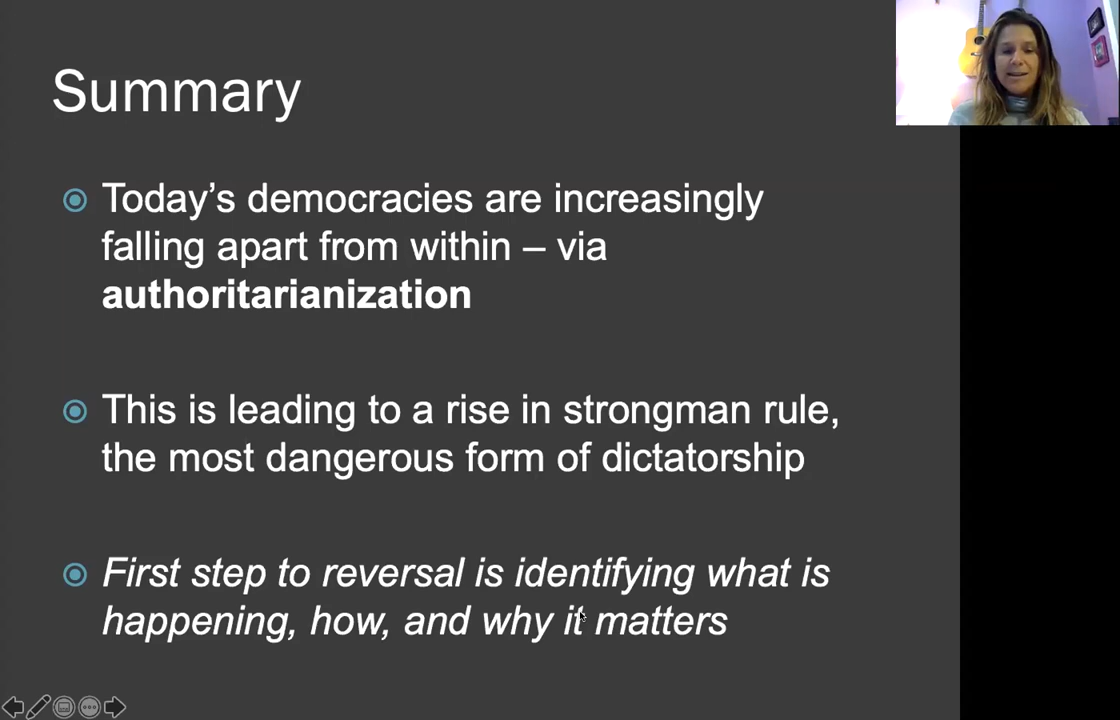 Summary
Today’s democracies are increasingly
falling apart from within – via
authoritarianization
This is leading to a rise in strongman rule,
the most dangerous form of dictatorship
First step to reversal is identifying what is
happening, how, and why it matters